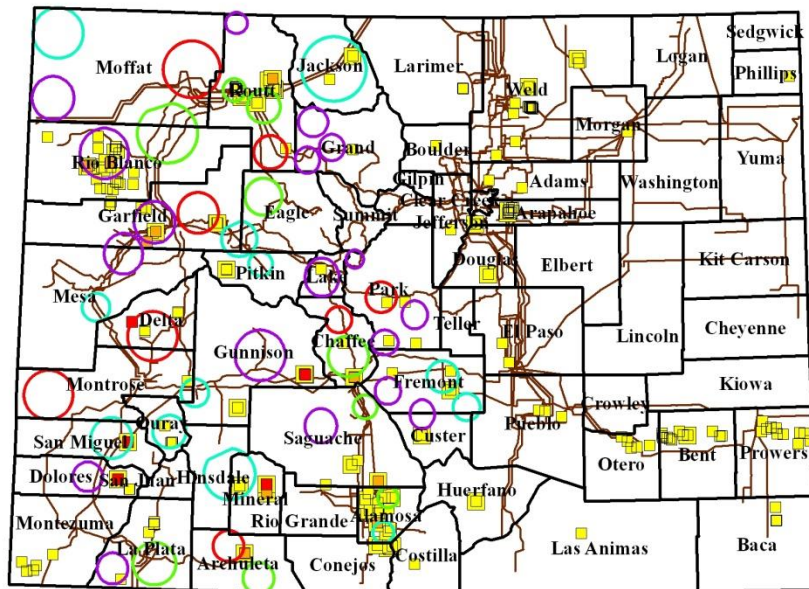 Sedgwick
Logan
Moffat
Jackson
Larimer
Phillips
Routt
Weld
Morgan
Grand
Boulder
Rio Blanco
Yuma
Gilpin
Adams
Washington
Clear Creek
Garfield
Eagle
Summit
Jefferson
Arapahoe
Douglas
Elbert
Kit Carson
Pitkin
Lake
Mesa
Park
Delta
Teller
El Paso
Lincoln
Cheyenne
Gunnison
Chaffee
Montrose
Fremont
Kiowa
Crowley
Ouray
Pueblo
San Miguel
Saguache
Custer
Otero
Bent
Prowers
Dolores
San Juan
Hinsdale
Mineral
Huerfano
Rio Grande
Alamosa
Montezuma
La Plata
Archuleta
Conejos
Costilla
Las Animas
Baca